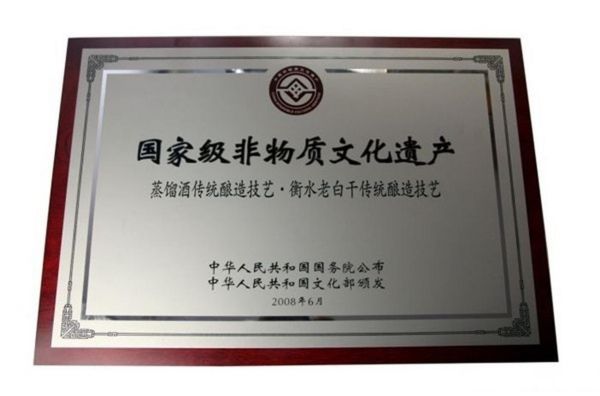 国家级非物质文化遗产
蒸馏酒传统酿造技艺·衡水老白干传统酿造技艺
中华人民共和国国务院公布
中华人民共和国文化部颁发
2008年6月